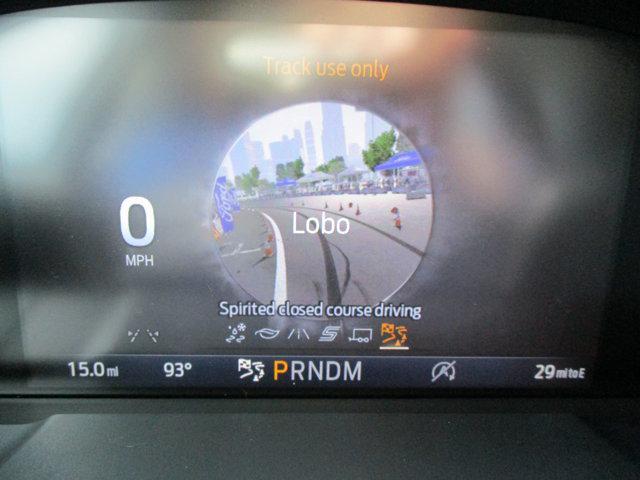 Track use only
Lobo
0
MPH
Spirited closed course driving
15.0 mi
93°
PRNDM
29 mi to E